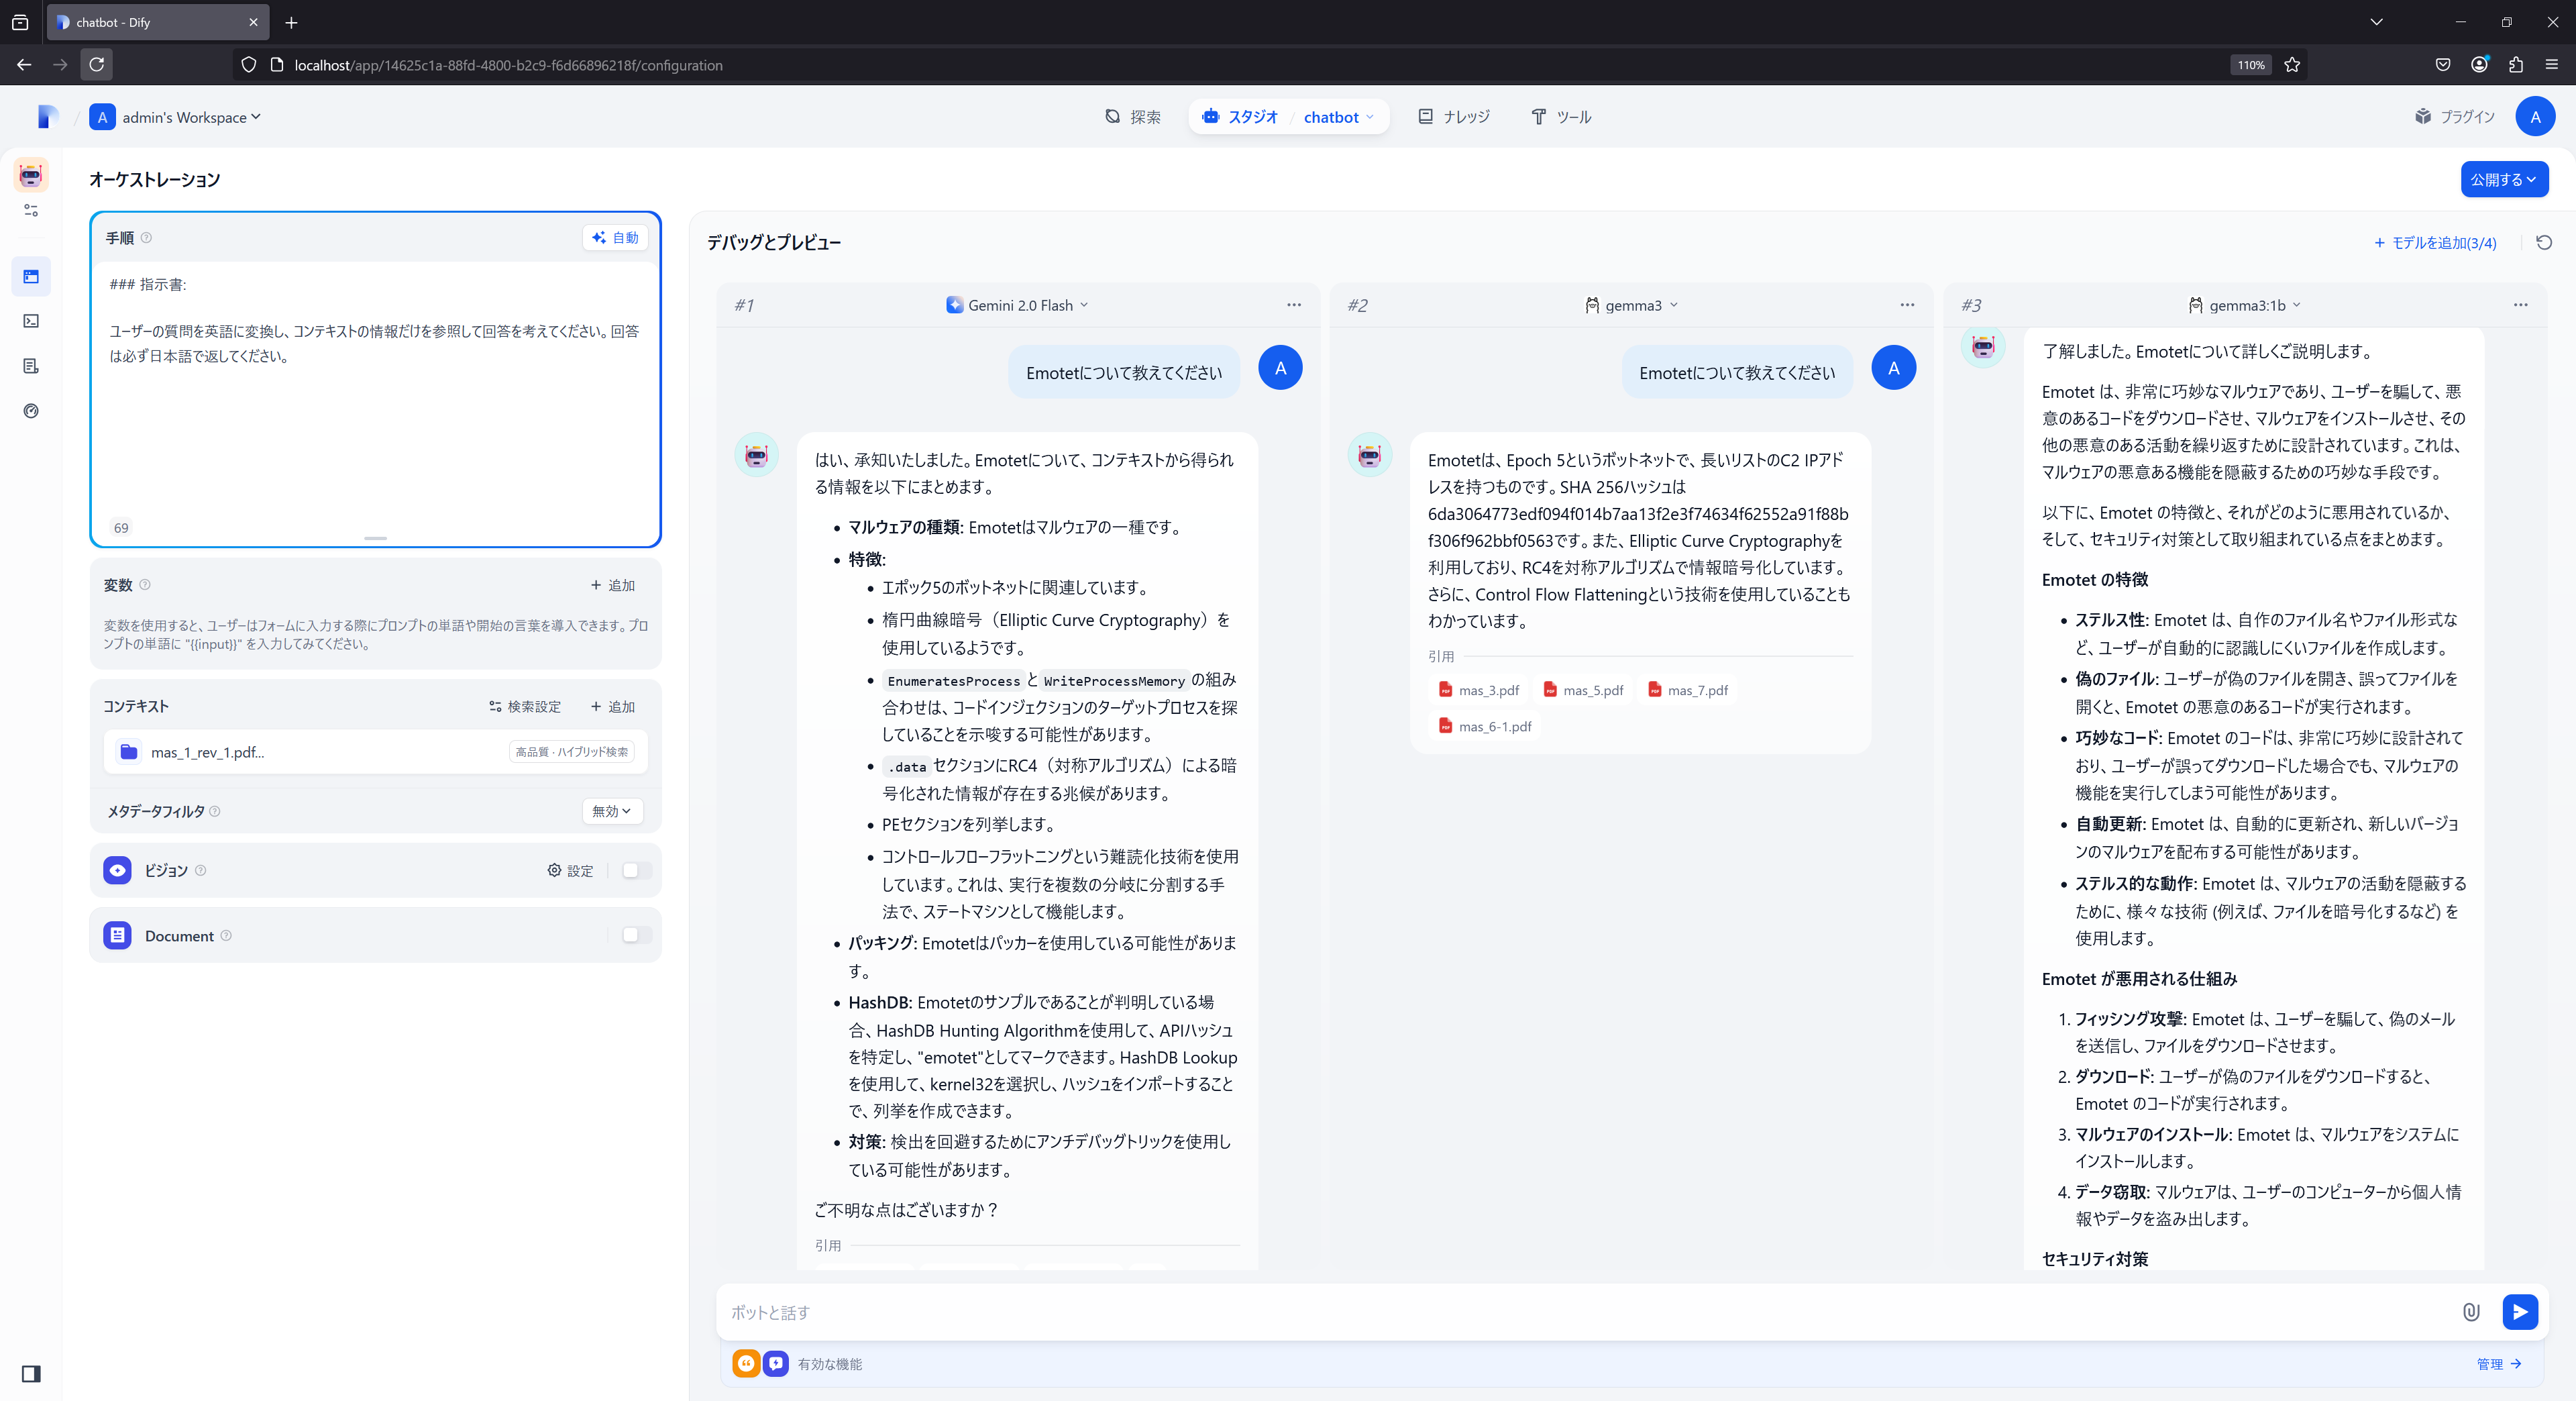 chatbot - Dify
localhost/app/14625c1a-88fd-4800-b2c9-f6d66896218f/configuration
110%
A
admin's Workspace
探索
スタジオ / chatbot
ナレッジ
ツール
プラグイン
A
オーケストレーション
公開する
手順
自動
### 指示書:
ユーザーの質問を英語に変換し、コンテキストの情報だけを参照して回答を考えてください。回答
は必ず日本語で返してください。
69
変数
+ 追加
変数を使用すると、ユーザーはフォームに入力する際にプロンプトの単語や開始の言葉を導入できます。プロ
ンプトの単語に "{{input}}" を入力してみてください。
コンテキスト
検索設定
+ 追加
mas_1_rev_1.pdf...
高品質 · ハイブリッド検索
メタデータフィルタ
無効
ビジョン
設定
Document
デバッグとプレビュー
+ モデルを追加(3/4)
#1
Gemini 2.0 Flash
Emotetについて教えてください
A
はい、承知いたしました。Emotetについて、コンテキストから得られ
る情報を以下にまとめます。
• マルウェアの種類: Emotetはマルウェアの一種です。
• 特徴:
• エポック5のボットネットに関連しています。
• 楕円曲線暗号（Elliptic Curve Cryptography）を
使用しているようです。
• EnumeratesProcess と WriteProcessMemory の組み
合わせは、コードインジェクションのターゲットプロセスを探
していることを示唆する可能性があります。
• .data セクションにRC4（対称アルゴリズム）による暗
号化された情報が存在する兆候があります。
• PEセクションを列挙します。
• コントロールフローフラットニングという難読化技術を使用
しています。これは、実行を複数の分岐に分割する手
法で、ステートマシンとして機能します。
• パッキング: Emotetはパッカーを使用している可能性がありま
す。
• HashDB: Emotetのサンプルであることが判明している場
合、HashDB Hunting Algorithmを使用して、APIハッシュ
を特定し、"emotet"としてマークできます。HashDB Lookup
を使用して、kernel32を選択し、ハッシュをインポートすること
で、列挙を作成できます。
• 対策: 検出を回避するためにアンチデバッグトリックを使用し
ている可能性があります。
ご不明な点はございますか？
引用
#2
gemma3
Emotetについて教えてください
A
Emotetは、Epoch 5というボットネットで、長いリストのC2 IPアド
レスを持つものです。SHA 256ハッシュは
6da3064773edf094f014b7aa13f2e3f74634f62552a91f88b
f306f962bbf0563です。また、Elliptic Curve Cryptographyを
利用しており、RC4を対称アルゴリズムで情報暗号化しています。
さらに、Control Flow Flatteningという技術を使用していることも
わかっています。
引用
mas_3.pdf
mas_5.pdf
mas_7.pdf
mas_6-1.pdf
#3
gemma3:1b
了解しました。Emotetについて詳しくご説明します。
Emotet は、非常に巧妙なマルウェアであり、ユーザーを騙して、悪
意のあるコードをダウンロードさせ、マルウェアをインストールさせ、その
他の悪意のある活動を繰り返すために設計されています。これは、
マルウェアの悪意ある機能を隠蔽するための巧妙な手段です。
以下に、Emotet の特徴と、それがどのように悪用されているか、
そして、セキュリティ対策として取り組まれている点をまとめます。
Emotet の特徴
• ステルス性: Emotet は、自作のファイル名やファイル形式な
ど、ユーザーが自動的に認識しにくいファイルを作成します。
• 偽のファイル: ユーザーが偽のファイルを開き、誤ってファイルを
開くと、Emotet の悪意のあるコードが実行されます。
• 巧妙なコード: Emotet のコードは、非常に巧妙に設計されて
おり、ユーザーが誤ってダウンロードした場合でも、マルウェアの
機能を実行してしまう可能性があります。
• 自動更新: Emotet は、自動的に更新され、新しいバージョ
ンのマルウェアを配布する可能性があります。
• ステルス的な動作: Emotet は、マルウェアの活動を隠蔽する
ために、様々な技術 (例えば、ファイルを暗号化するなど) を
使用します。
Emotet が悪用される仕組み
1. フィッシング攻撃: Emotet は、ユーザーを騙して、偽のメール
を送信し、ファイルをダウンロードさせます。
2. ダウンロード: ユーザーが偽のファイルをダウンロードすると、
Emotet のコードが実行されます。
3. マルウェアのインストール: Emotet は、マルウェアをシステムに
インストールします。
4. データ窃取: マルウェアは、ユーザーのコンピューターから個人情
報やデータを盗み出します。
セキュリティ対策
ボットと話す
有効な機能
管理 →